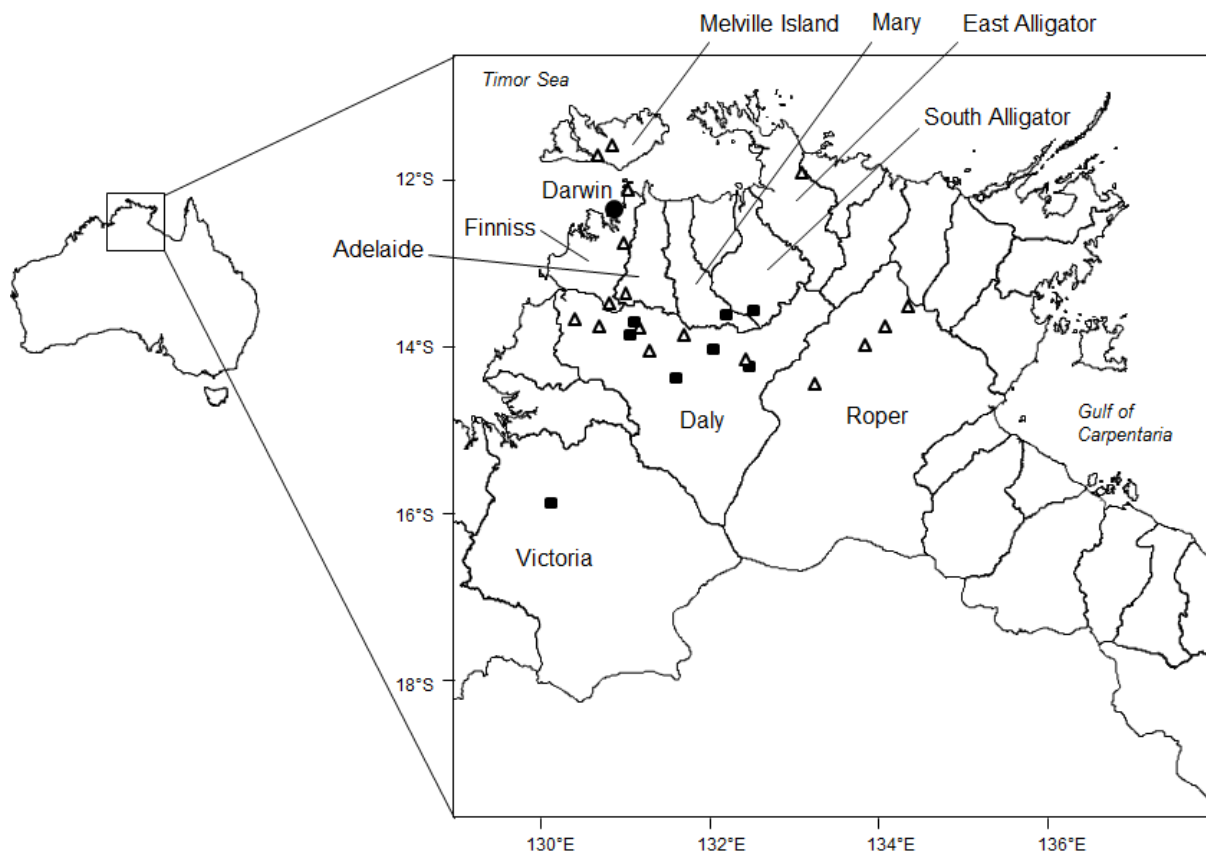 Melville Island
Mary
East Alligator
Timor Sea
South Alligator
12°S
Darwin
Finniss
Adelaide
14°S
Daly
Roper
Gulf of
Carpentaria
16°S
Victoria
18°S
130°E
132°E
134°E
136°E